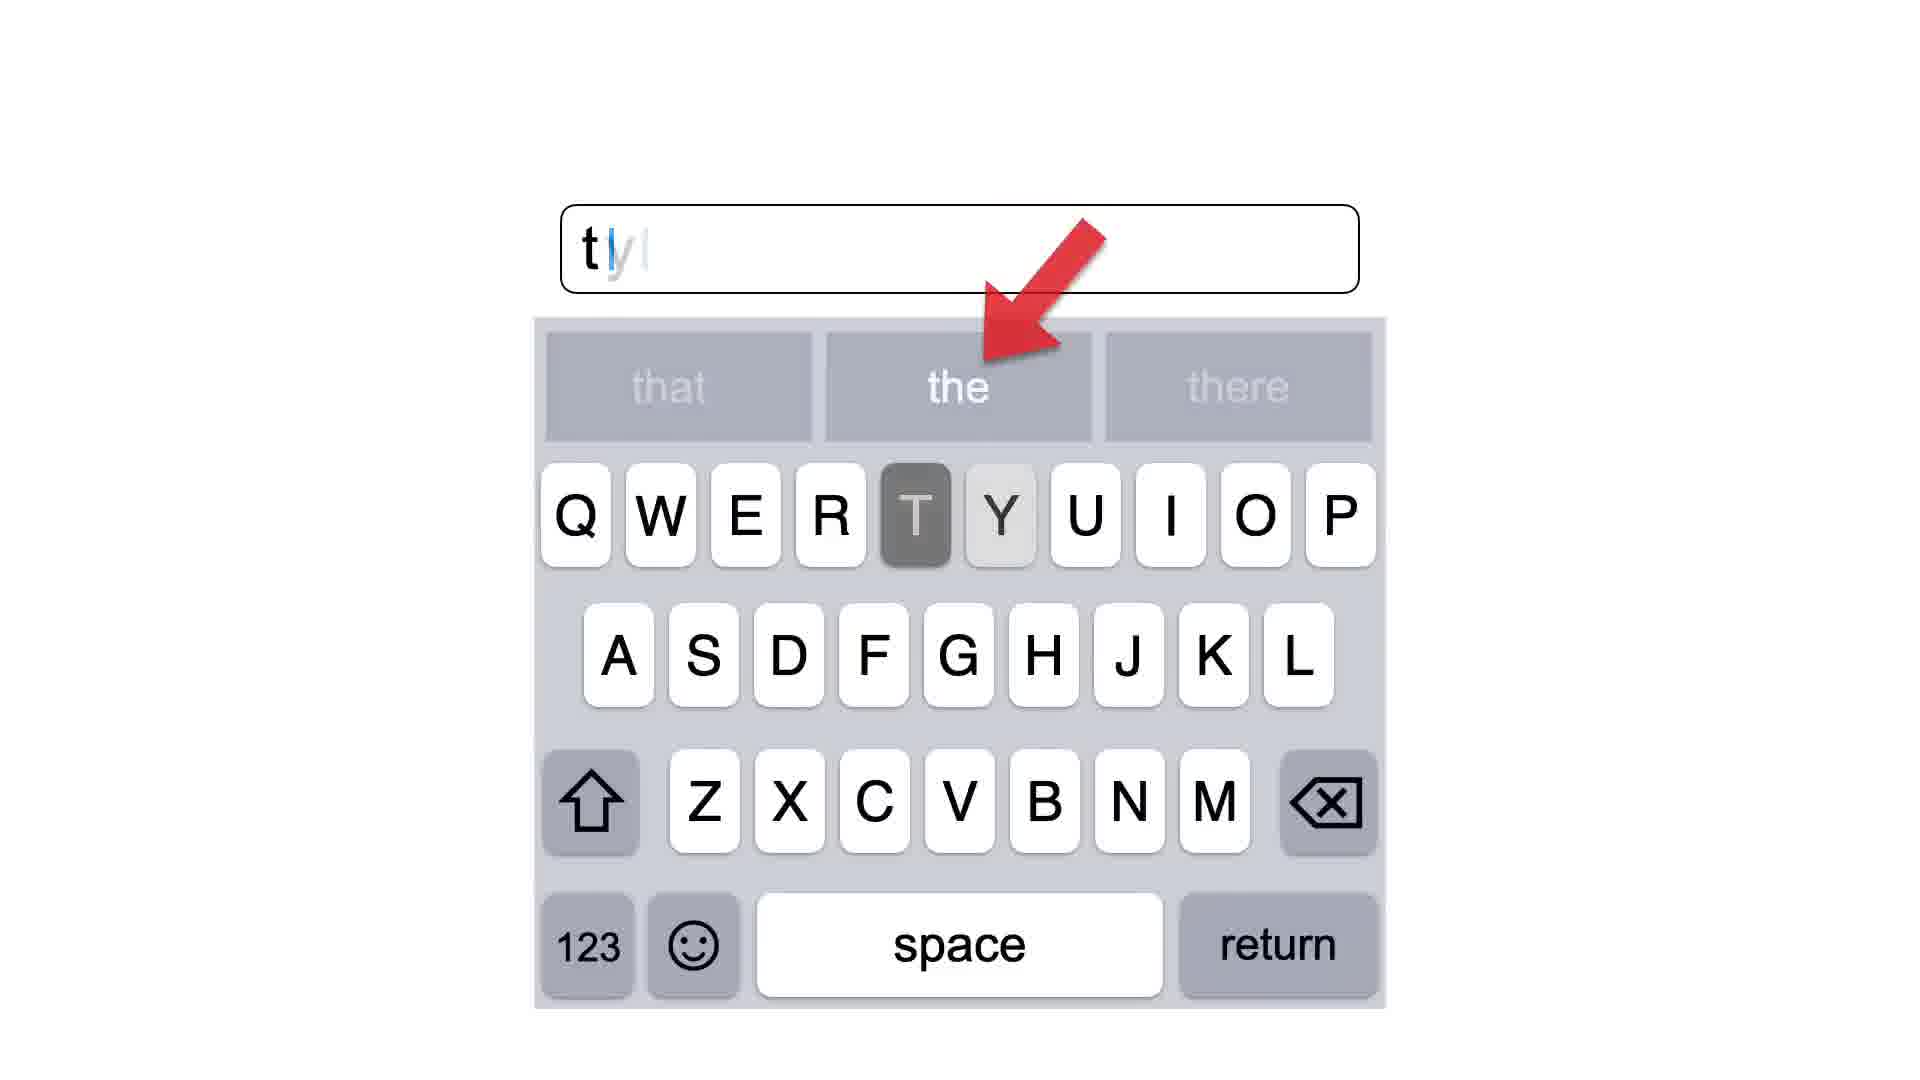 ty
that the there
Q W E R T Y U I O P
A S D F G H J K L
Z X C V B N M
123 space return